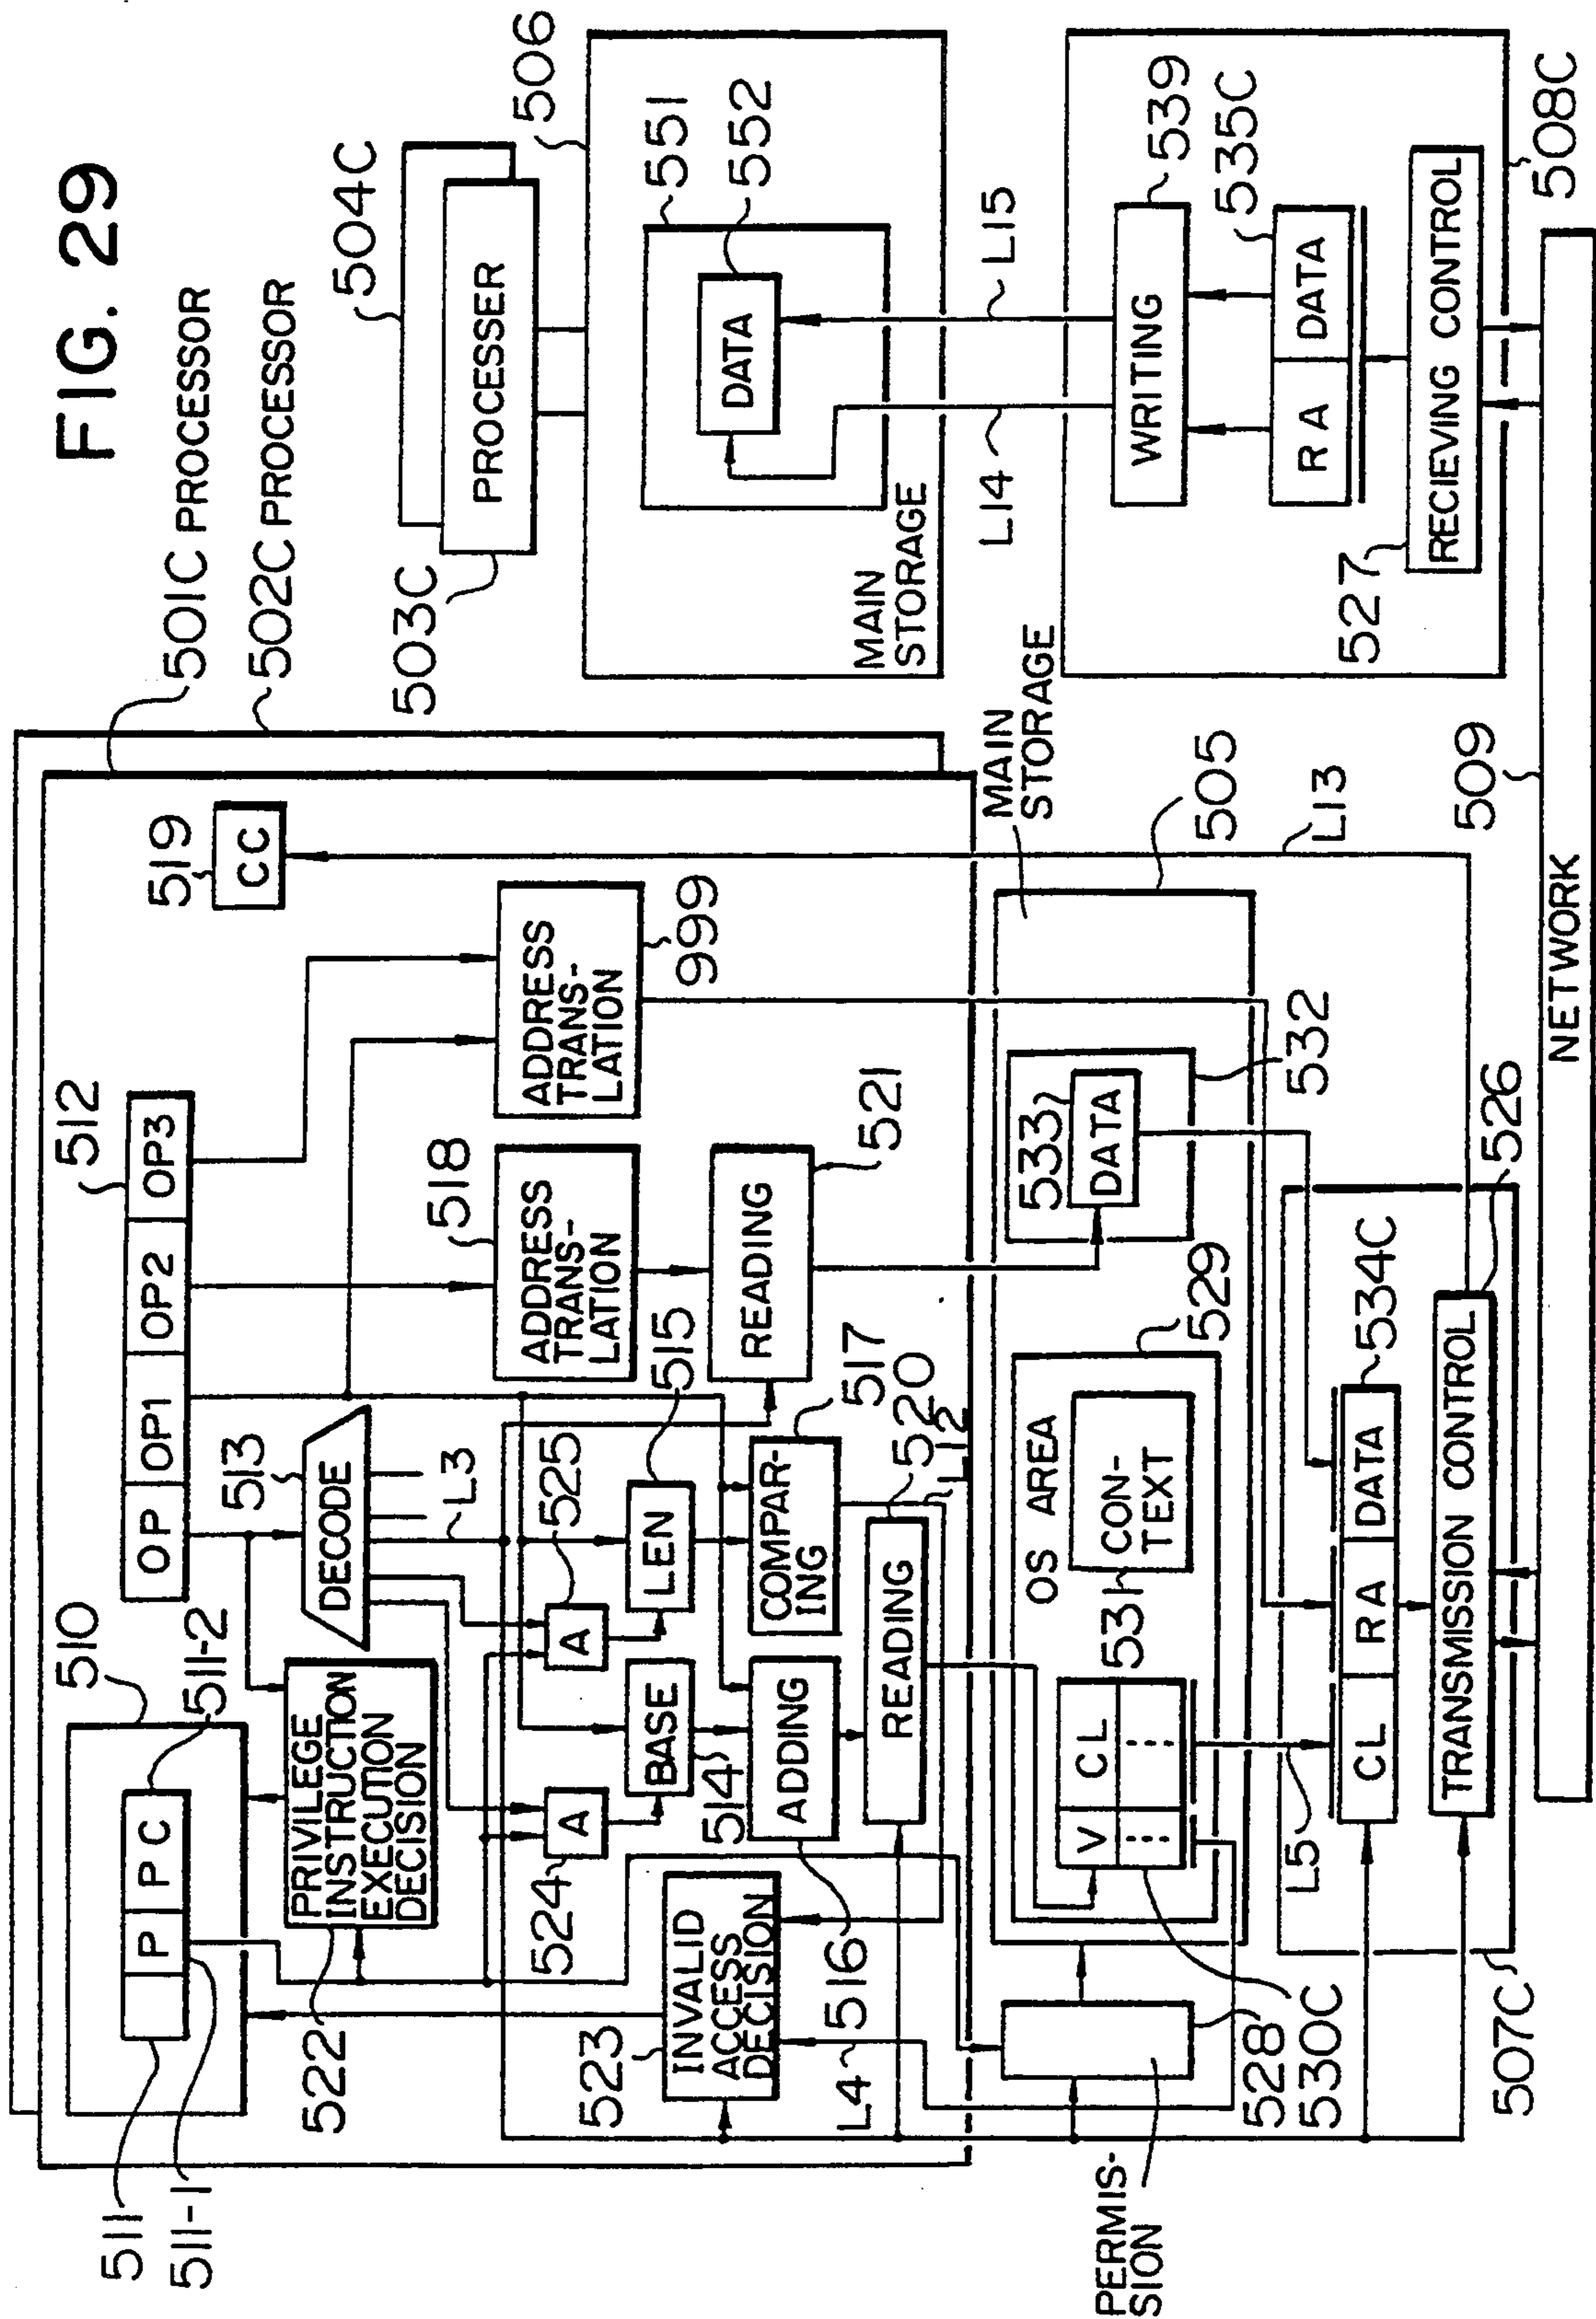 FIG. 29
501C PROCESSOR
502C PROCESSOR
510
511-2
P
PC
511
511-1
512
OP
OP1
OP2
OP3
519
CC
513
DECODE
L3
PRIVILEGE
INSTRUCTION
EXECUTION
DECISION
522
524
A
525
A
BASE
514
LEN
515
518
ADDRESS
TRANS-
LATION
ADDRESS
TRANS-
LATION
999
523
INVALID
ACCESS
DECISION
ADDING
516
COMPAR-
ING
517
READING
520
L12
READING
521
L4
PERMIS-
SION
528
530C
MAIN
STORAGE
505
OS AREA
529
V
CL
531
CON-
TEXT
533
DATA
532
L5
L13
CL
RA
DATA
534C
TRANSMISSION CONTROL
526
507C
504C
PROCESSER
503C
506
551
552
DATA
MAIN
STORAGE
L14
L15
WRITING
539
RA
DATA
535C
527
RECIEVING CONTROL
508C
509
NETWORK